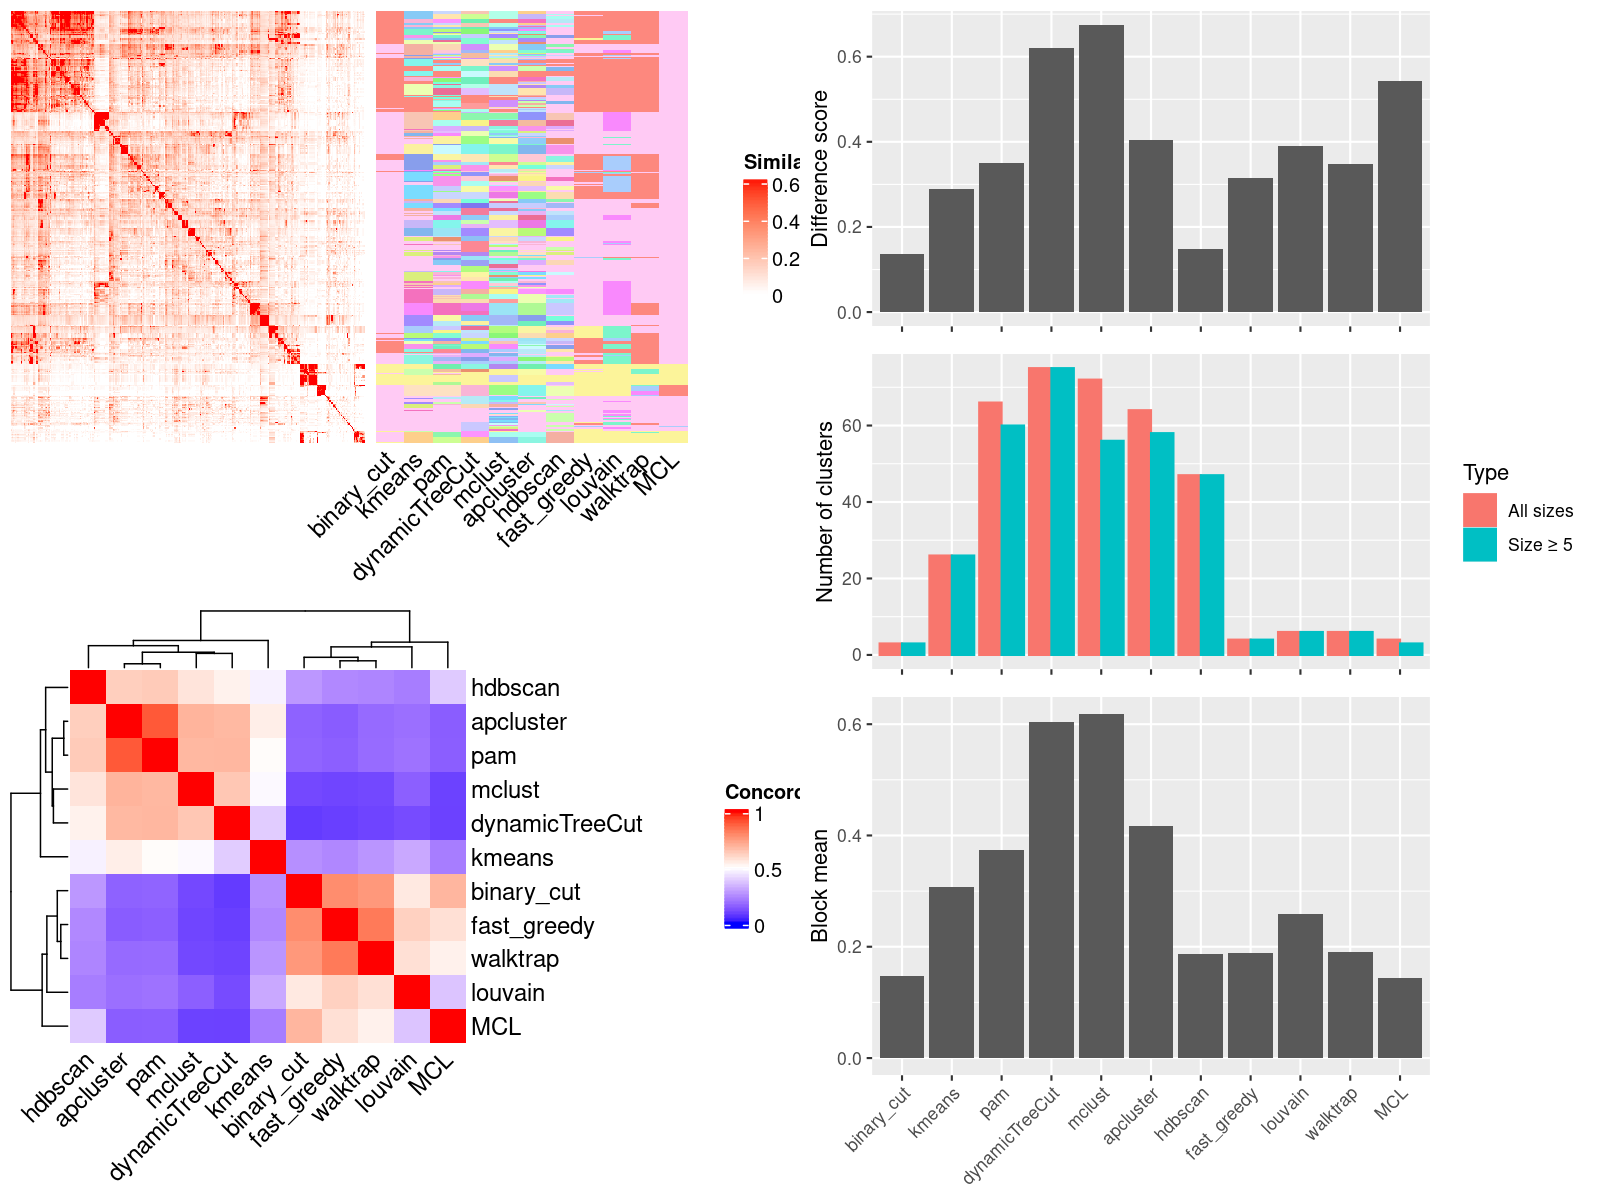 Simila
0.6
0.4
0.2
0
binary_cut
kmeans
pam
dynamicTreeCut
mclust
apcluster
hdbscan
fast_greedy
louvain
walktrap
MCL
hdbscan
apcluster
pam
mclust
dynamicTreeCut
kmeans
binary_cut
fast_greedy
walktrap
louvain
MCL
hdbscan
apcluster
pam
mclust
dynamicTreeCut
kmeans
binary_cut
fast_greedy
walktrap
louvain
MCL
Concord
1
0.5
0
Difference score
0.6
0.4
0.2
0.0
Number of clusters
60
40
20
0
Type
All sizes
Size ≥ 5
Block mean
0.6
0.4
0.2
0.0
binary_cut
kmeans
pam
dynamicTreeCut
mclust
apcluster
hdbscan
fast_greedy
louvain
walktrap
MCL